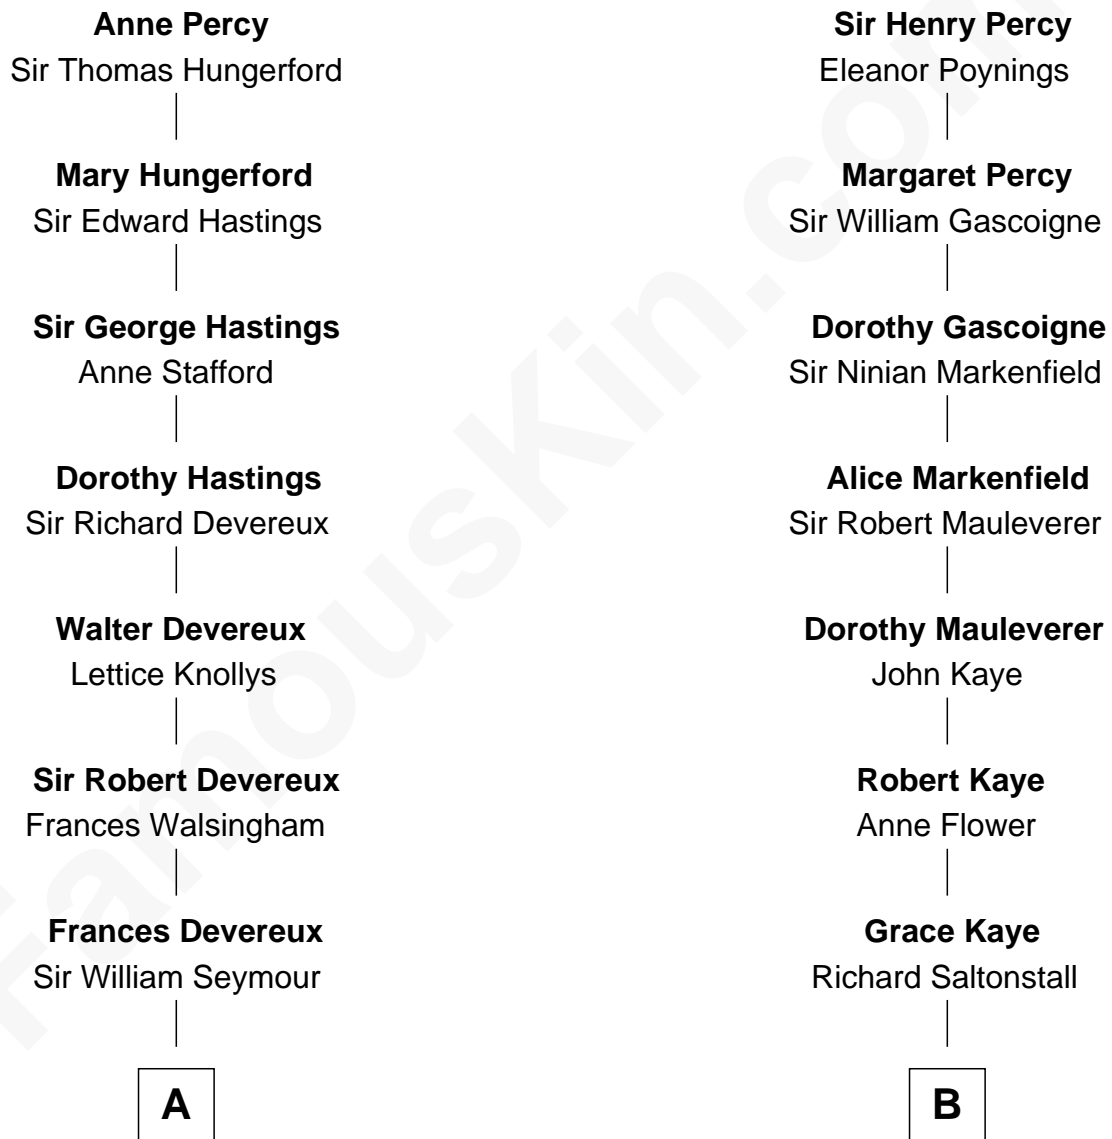 Anne Percy
Sir Thomas Hungerford
Mary Hungerford
Sir Edward Hastings
Sir George Hastings
Anne Stafford
Dorothy Hastings
Sir Richard Devereux
Walter Devereux
Lettice Knollys
Sir Robert Devereux
Frances Walsingham
Frances Devereux
Sir William Seymour
A
Sir Henry Percy
Eleanor Poynings
Margaret Percy
Sir William Gascoigne
Dorothy Gascoigne
Sir Ninian Markenfield
Alice Markenfield
Sir Robert Mauleverer
Dorothy Mauleverer
John Kaye
Robert Kaye
Anne Flower
Grace Kaye
Richard Saltonstall
B
FamousKin.com